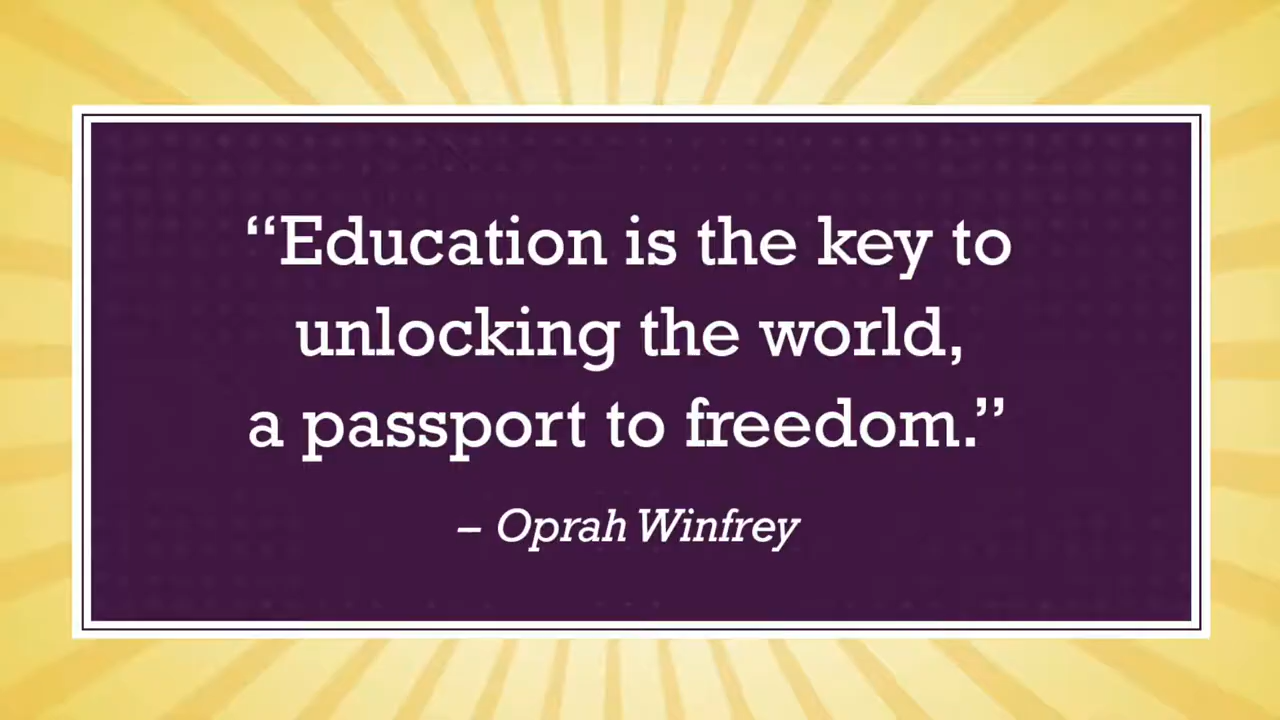 “Education is the key to
unlocking the world,
a passport to freedom.”
– Oprah Winfrey